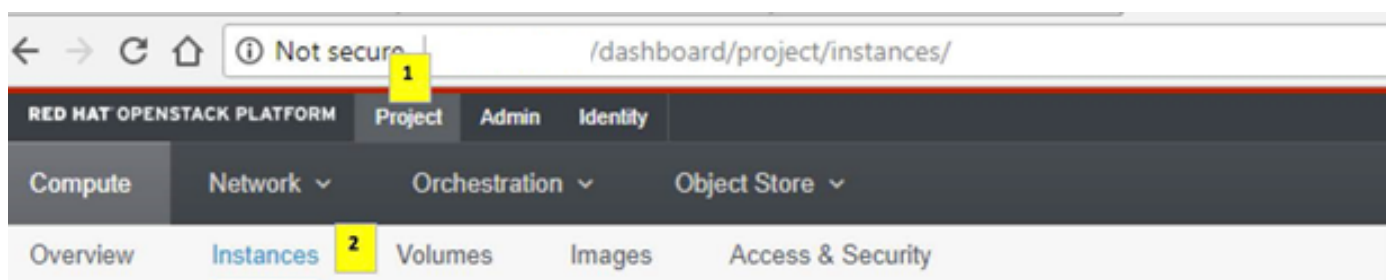 Not secure /dashboard/project/instances/
1
RED HAT OPENSTACK PLATFORM Project Admin Identity
Compute Network Orchestration Object Store
Overview Instances 2 Volumes Images Access & Security